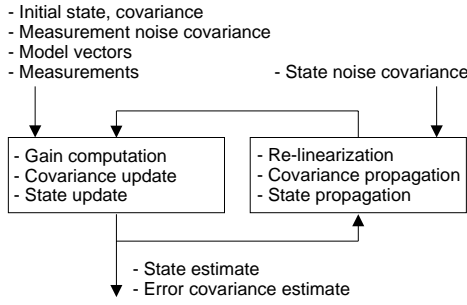 - Initial state, covariance
- Measurement noise covariance
- Model vectors
- Measurements
- State noise covariance
- Gain computation
- Covariance update
- State update
- Re-linearization
- Covariance propagation
- State propagation
- State estimate
- Error covariance estimate